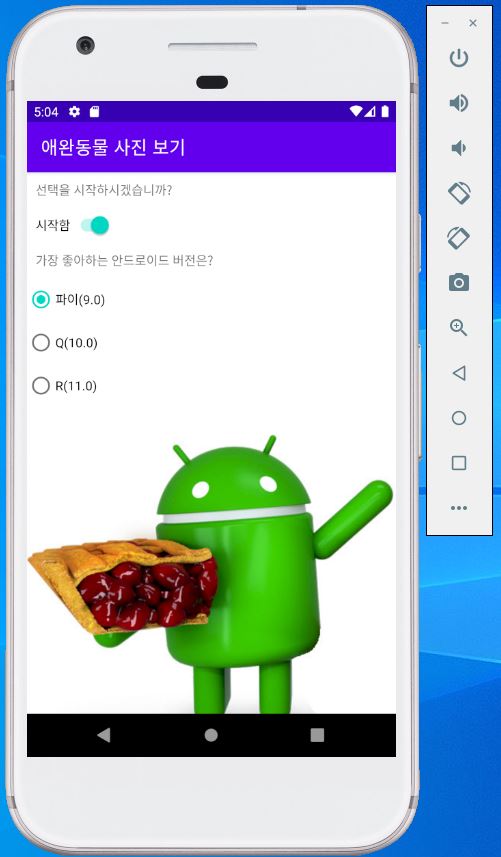 5:04
애완동물 사진 보기
선택을 시작하시겠습니까?
시작함
가장 좋아하는 안드로이드 버전은?
파이(9.0)
Q(10.0)
R(11.0)